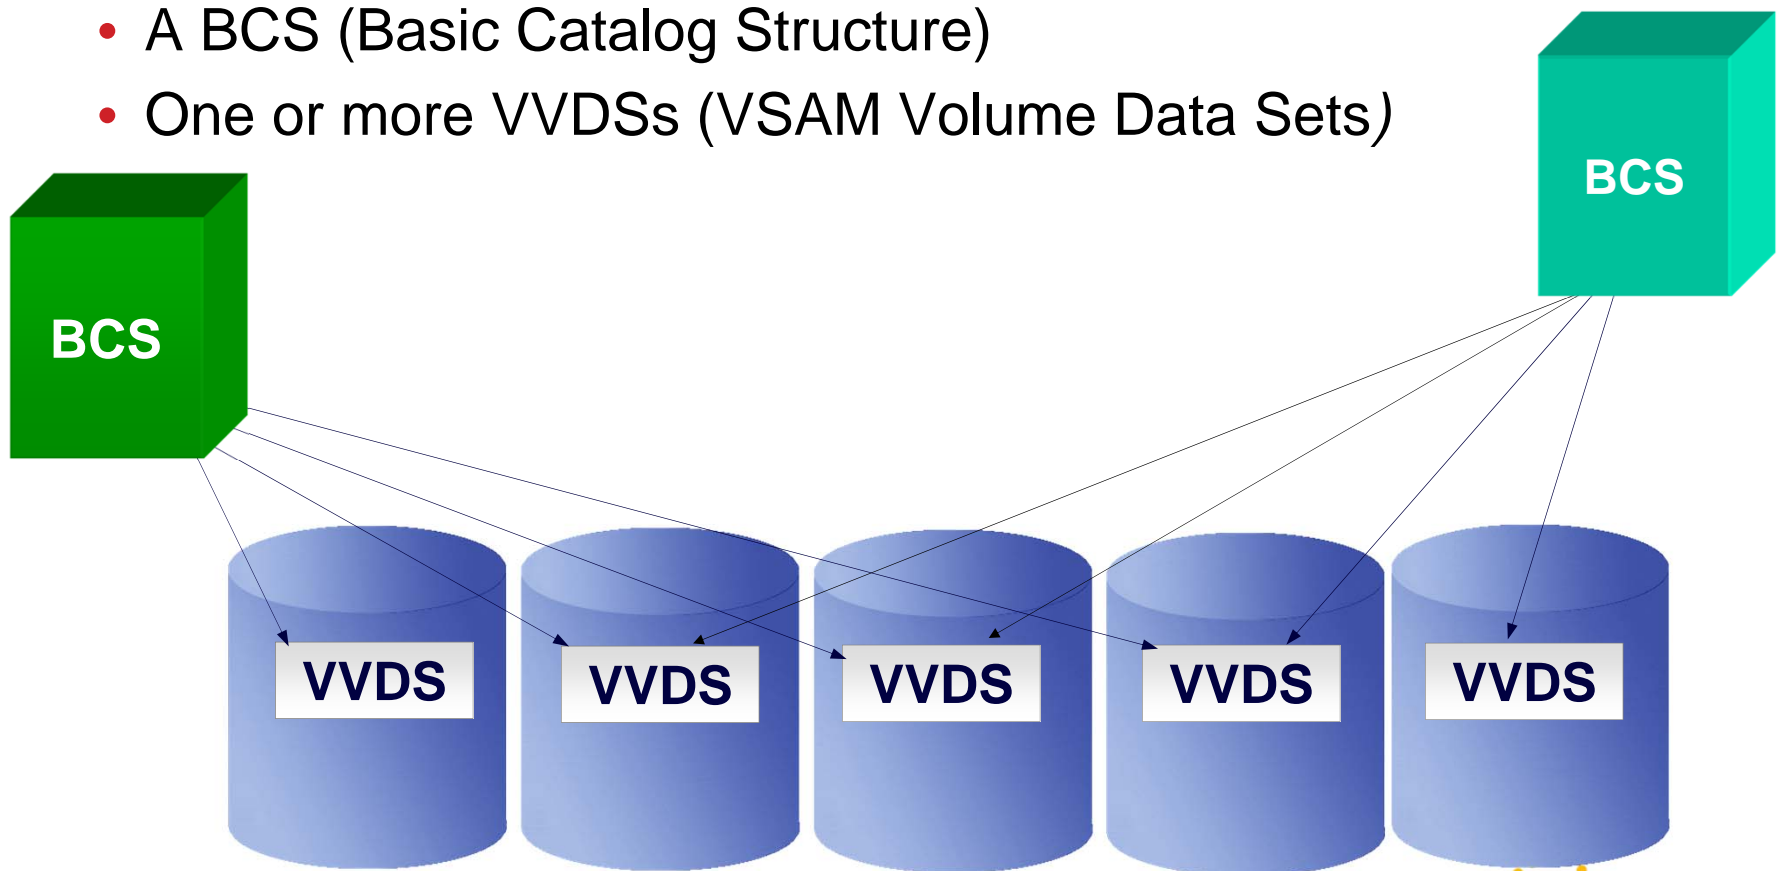 • A BCS (Basic Catalog Structure)
• One or more VVDSs (VSAM Volume Data Sets)
BCS
BCS
VVDS
VVDS
VVDS
VVDS
VVDS